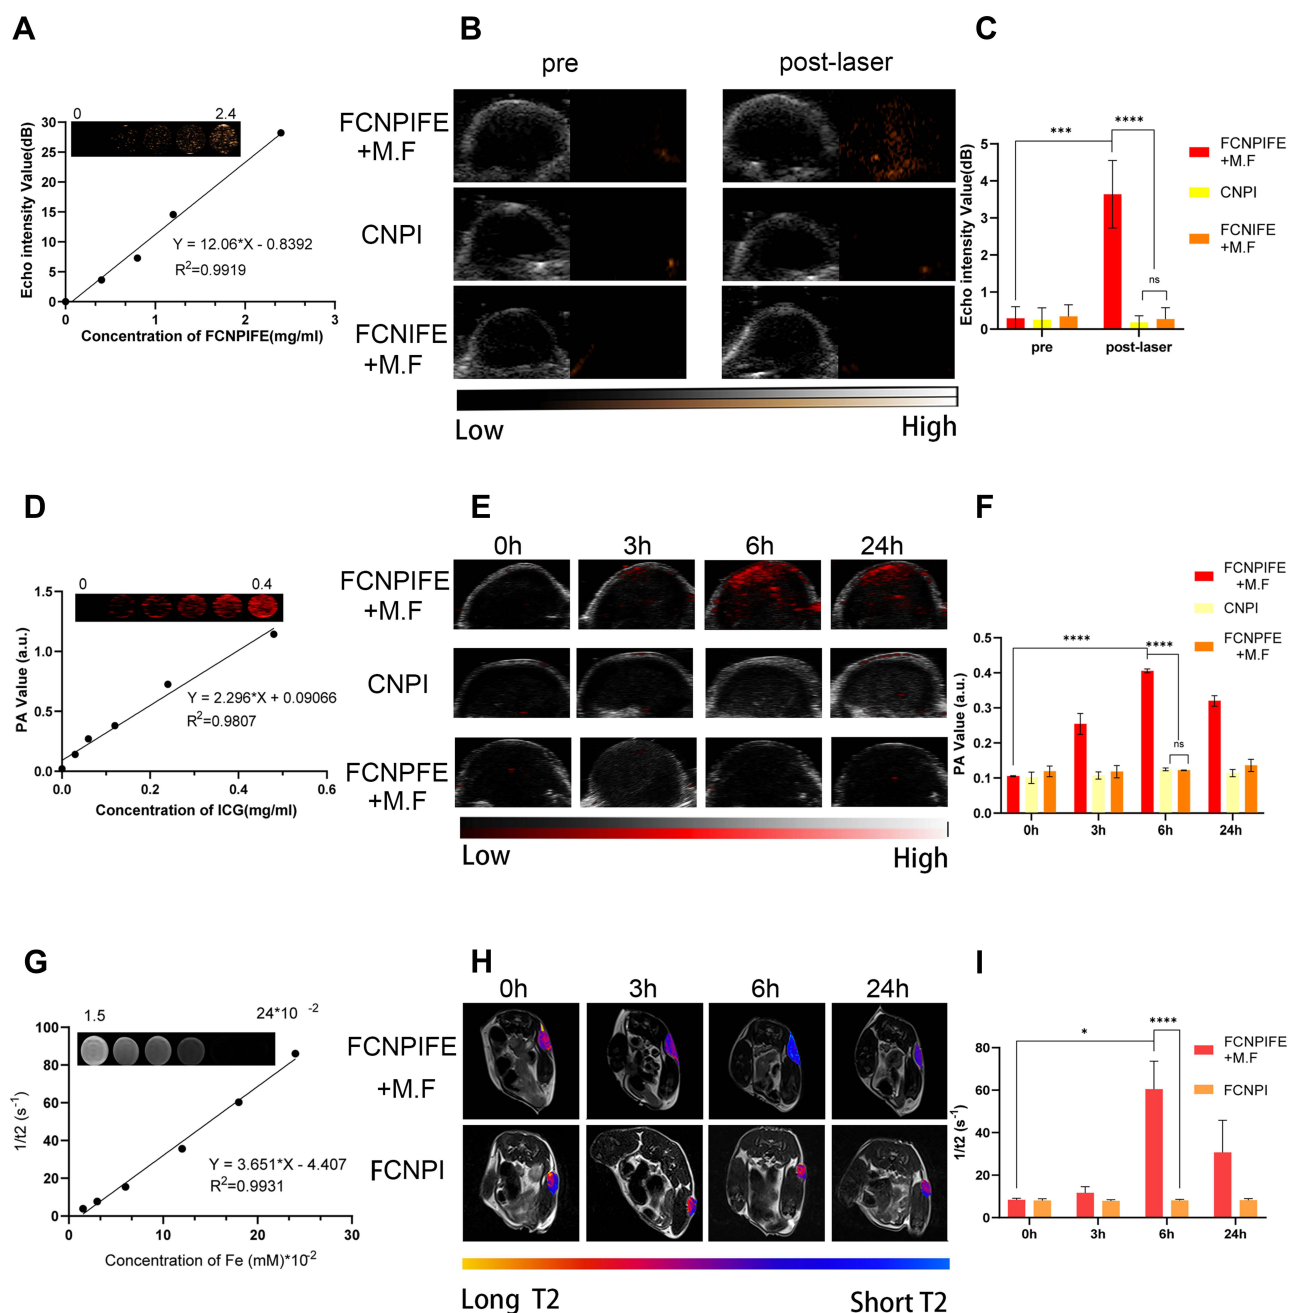 A
0
2.4
Echo intensity Value(dB)
30
25
20
15
10
5
0
Y = 12.06*X - 0.8392
R²=0.9919
0
1
2
3
Concentration of FCNPIFE(mg/ml)
B
pre
post-laser
FCNPIFE
+M.F
CNPI
FCNIFE
+M.F
Low
High
C
Echo intensity Value(dB)
5
4
3
2
1
0
***
****
ns
pre
post-laser
FCNPIFE
+M.F
CNPI
FCNIFE
+M.F
D
0
0.4
PA Value (a.u.)
1.5
1.0
0.5
0.0
Y = 2.296*X + 0.09066
R²=0.9807
0.0
0.2
0.4
0.6
Concentration of ICG(mg/ml)
E
0h
3h
6h
24h
FCNPIFE
+M.F
CNPI
FCNPFE
+M.F
Low
High
F
PA Value (a.u.)
0.5
0.4
0.3
0.2
0.1
0.0
****
****
ns
0h
3h
6h
24h
FCNPIFE
+M.F
CNPI
FCNPFE
+M.F
G
1.5
24*10 -2
1/t2 (s⁻¹)
100
80
60
40
20
0
Y = 3.651*X - 4.407
R²=0.9931
0
10
20
30
Concentration of Fe (mM)*10⁻²
H
0h
3h
6h
24h
FCNPIFE
+M.F
FCNPI
Long T2
Short T2
I
1/t2 (s⁻¹)
80
60
40
20
0
*
****
0h
3h
6h
24h
FCNPIFE
+M.F
FCNPI